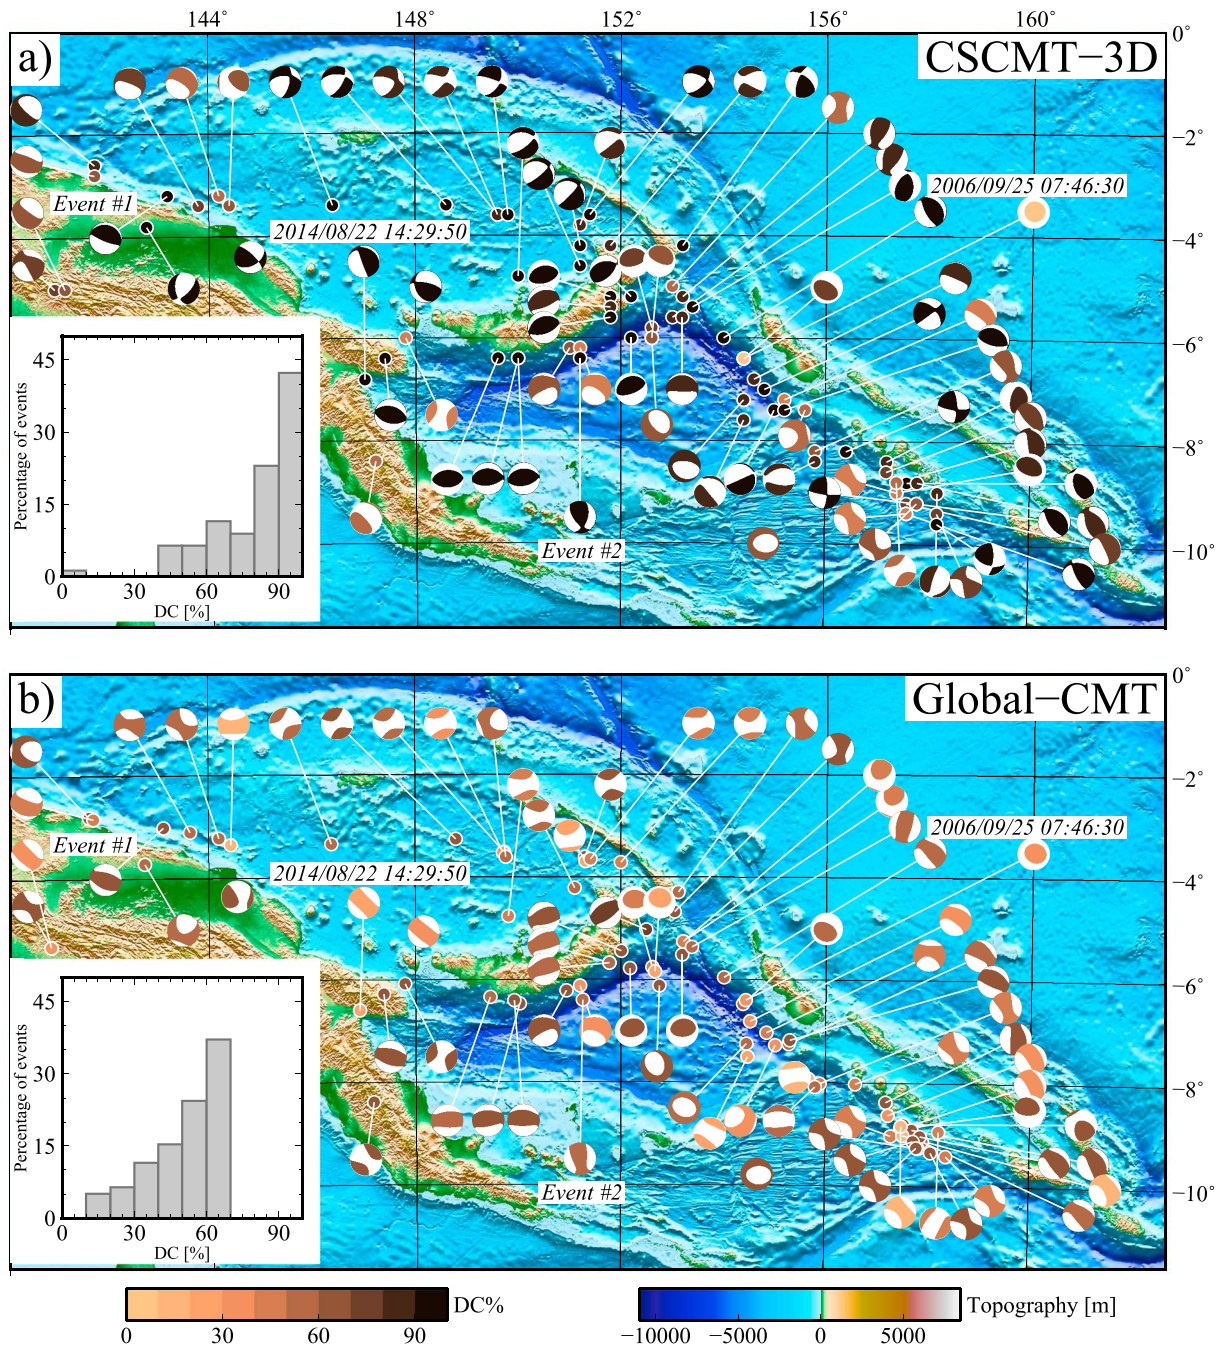 144° 148° 152° 156° 160°
a)
CSCMT−3D
0°
−2°
−4°
−6°
−8°
−10°
Event #1
2014/08/22 14:29:50
2006/09/25 07:46:30
Event #2
Percentage of events
45
30
15
0
0 30 60 90
DC [%]
b)
Global−CMT
0°
−2°
−4°
−6°
−8°
−10°
Event #1
2014/08/22 14:29:50
2006/09/25 07:46:30
Event #2
Percentage of events
45
30
15
0
0 30 60 90
DC [%]
DC%
0 30 60 90
Topography [m]
−10000 −5000 0 5000